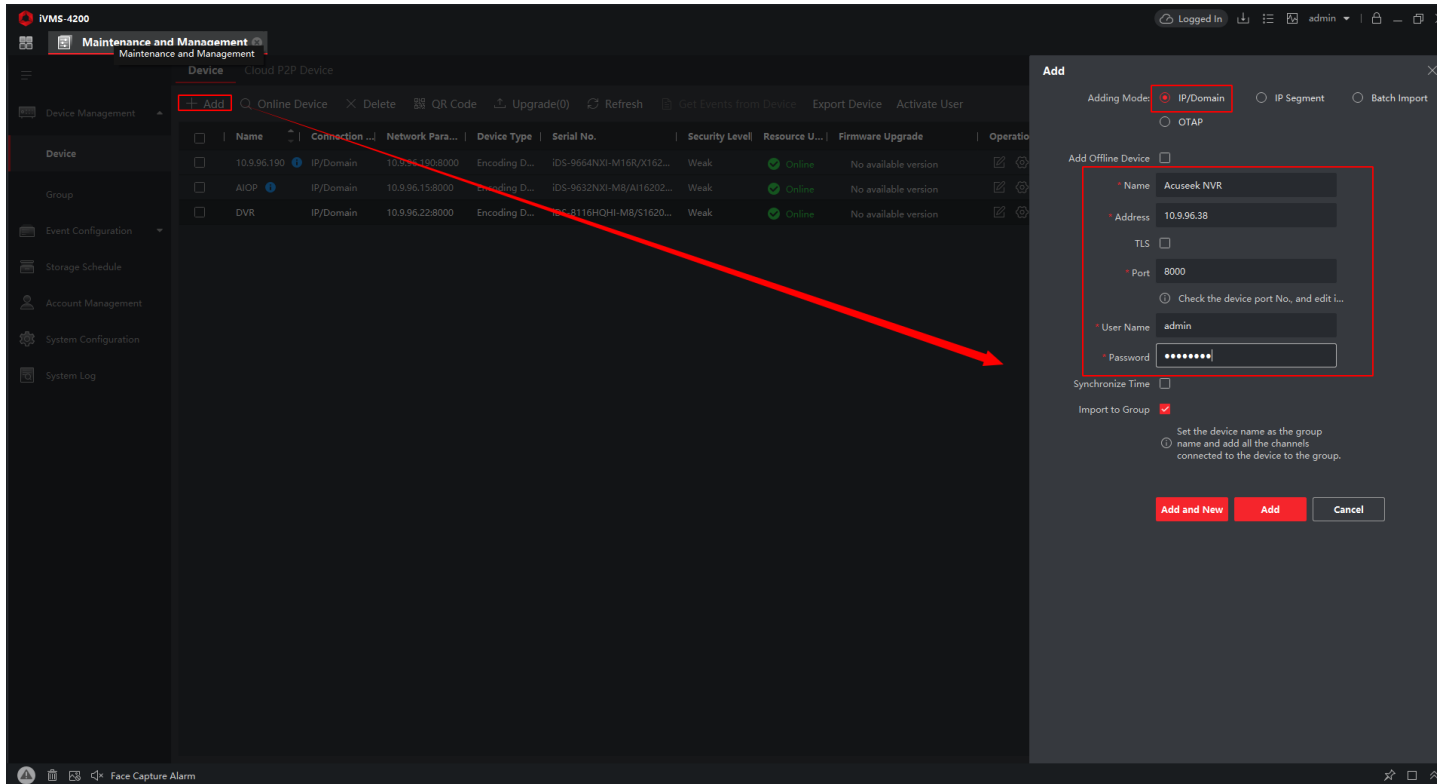 iVMS-4200
Logged In
admin
Maintenance and Management
Maintenance and Management
Device
Cloud P2P Device
Add
Online Device
Delete
QR Code
Upgrade(0)
Refresh
Get Events from Device
Export Device
Activate User
Device Management
Device
Group
Event Configuration
Storage Schedule
Account Management
System Configuration
System Log
Name | Connection ... | Network Para... | Device Type | Serial No. | Security Level | Resource U... | Firmware Upgrade | Operatio
10.9.96.190 IP/Domain 10.9.96.190:8000 Encoding D... iDS-9664NXI-M16R/X162... Weak Online No available version
AIOP IP/Domain 10.9.96.15:8000 Encoding D... iDS-9632NXI-M8/AI16202... Weak Online No available version
DVR IP/Domain 10.9.96.22:8000 Encoding D... iDS-8116HQHI-M8/S1620... Weak Online No available version
Add
Adding Mode: IP/Domain IP Segment Batch Import
OTAP
Add Offline Device
* Name Acuseek NVR
* Address 10.9.96.38
TLS
* Port 8000
Check the device port No., and edit i...
* User Name admin
* Password ••••••••
Synchronize Time
Import to Group
Set the device name as the group
name and add all the channels
connected to the device to the group.
Add and New
Add
Cancel
Face Capture Alarm